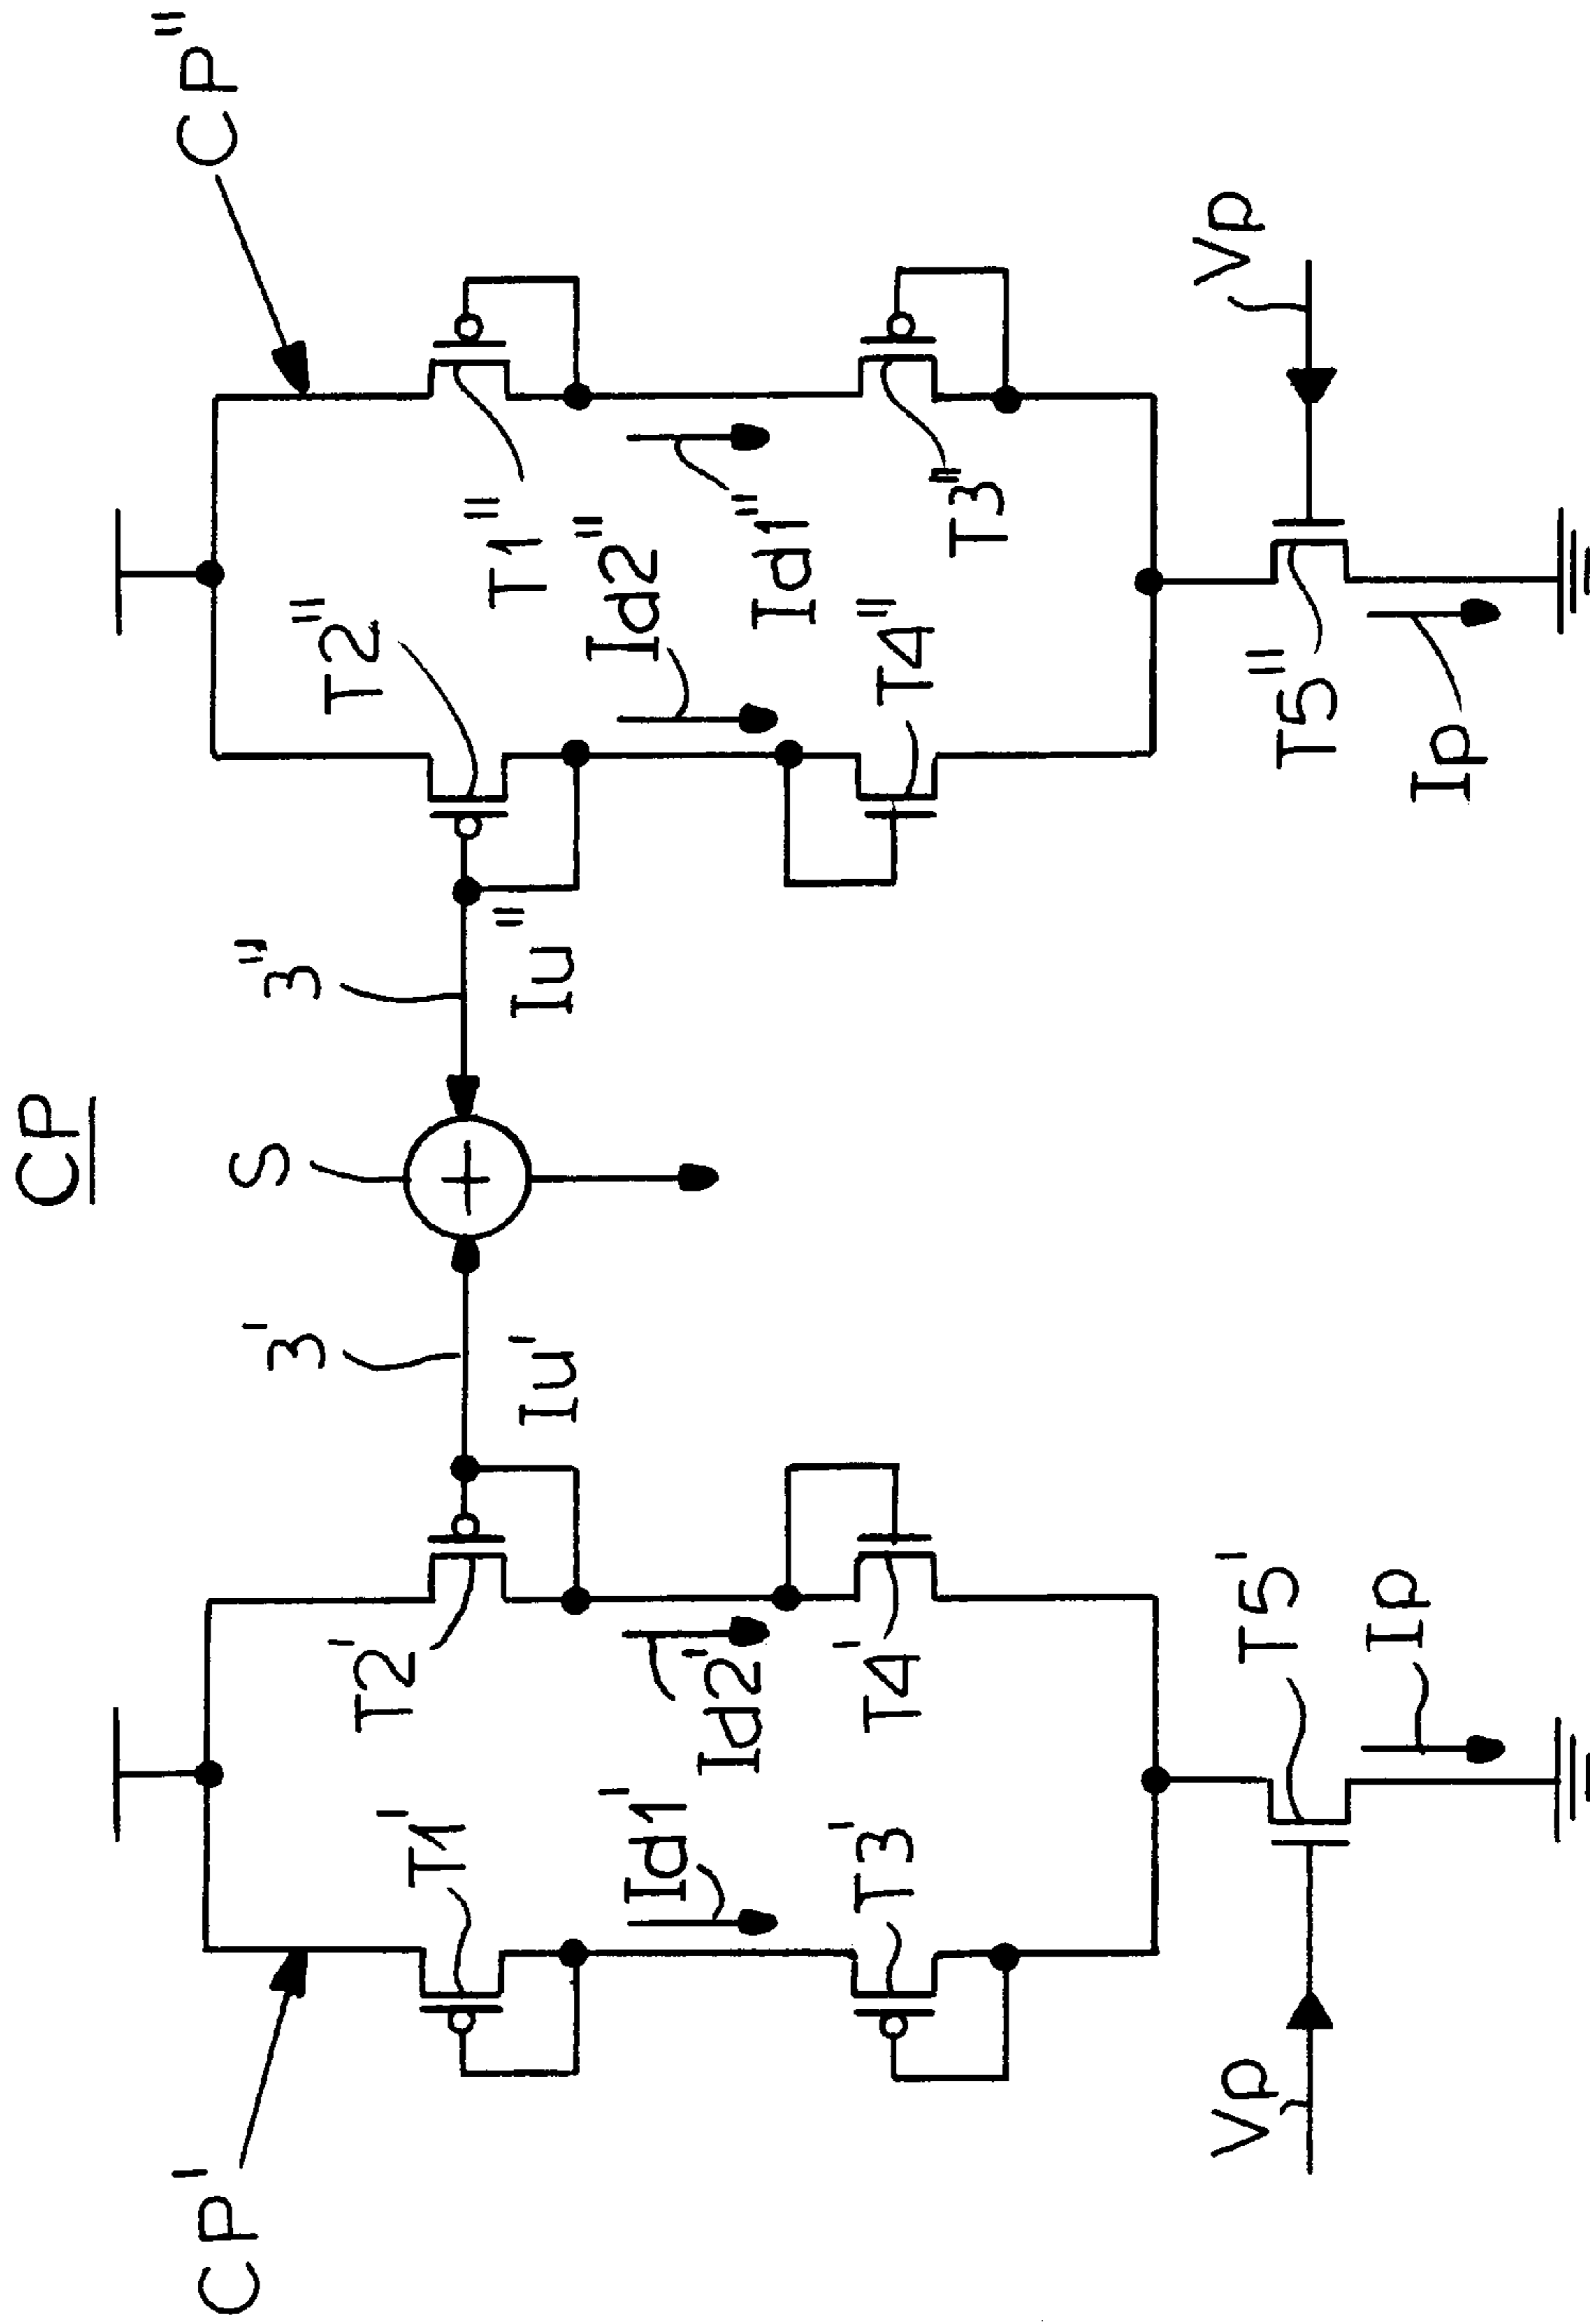 CP
CP'
3'
S
3"
CP"
T1'
T2'
T2"
T1"
Iu'
Iu"
Id1'
Id2'
Id2"
Id1"
T3'
T4'
T4"
T3"
Vp
T5'
T5"
Vp
Ip
Ip